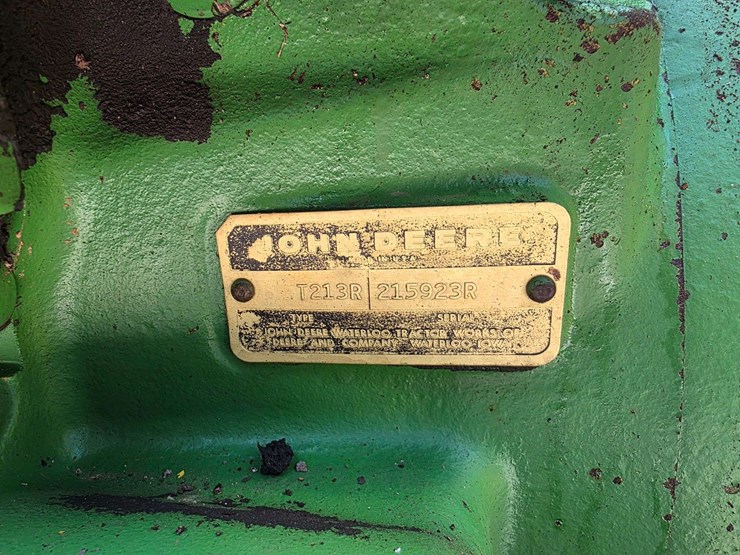 JOHN DEERE
T213R 215923R
TYPE SERIAL
JOHN DEERE WATERLOO TRACTOR WORKS OF
DEERE AND COMPANY WATERLOO IOWA